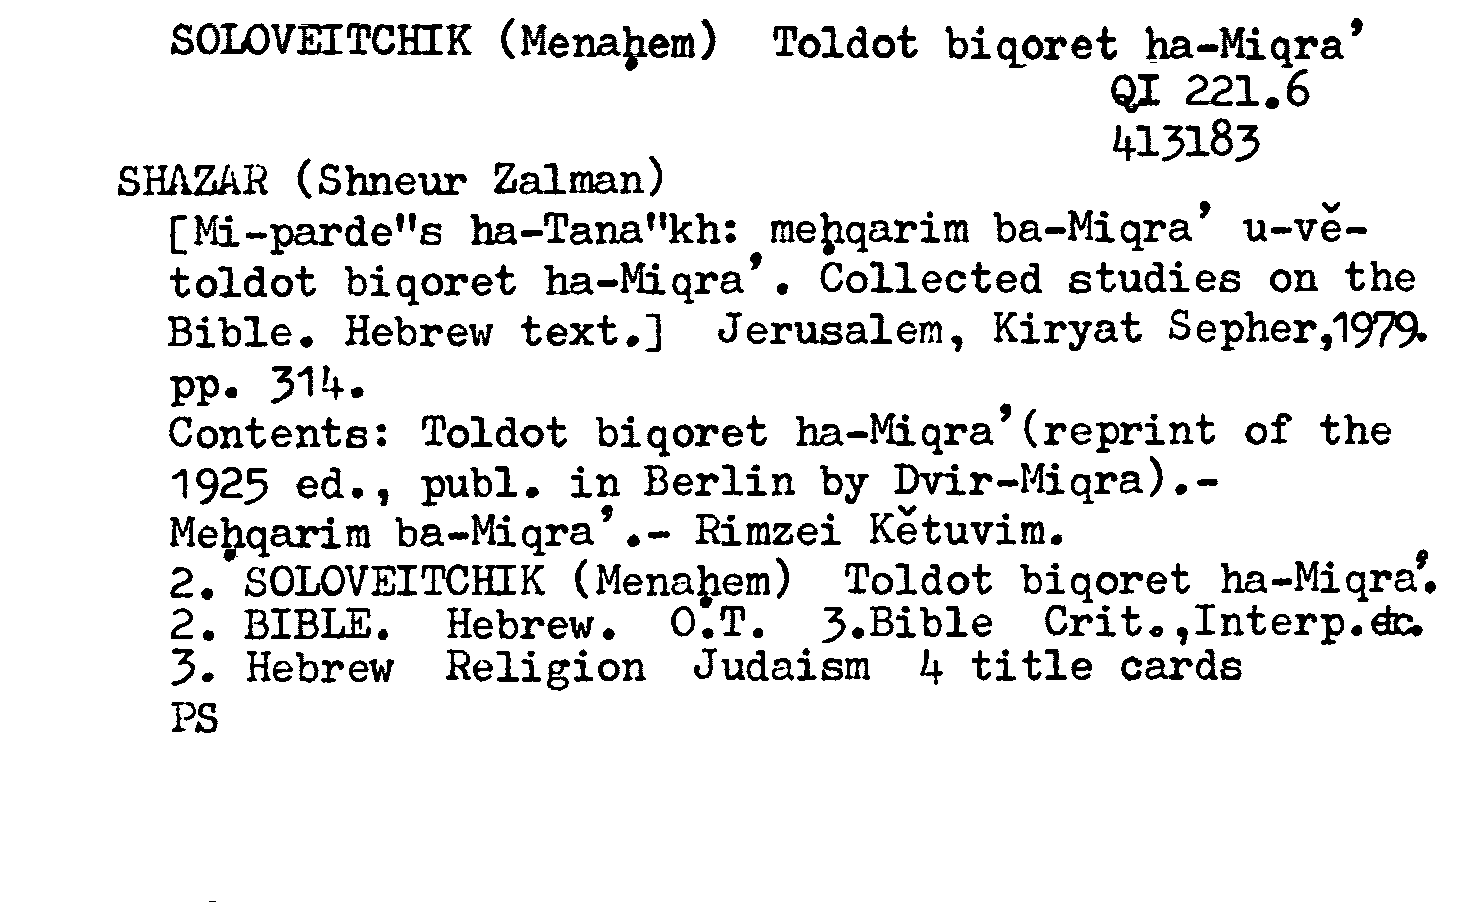 SOLOVEITCHIK (Menaḥem) Toldot biqoret ha-Miqra’
QI 221.6
413183
SHAZAR (Shneur Zalman)
[Mi-parde"s ha-Tana"kh: meḥqarim ba-Miqra’ u-vě-
toldot biqoret ha-Miqra’. Collected studies on the
Bible. Hebrew text.] Jerusalem, Kiryat Sepher,1979.
pp. 314.
Contents: Toldot biqoret ha-Miqra’(reprint of the
1925 ed., publ. in Berlin by Dvir-Miqra).-
Meḥqarim ba-Miqra’.- Rimzei Kětuvim.
2. SOLOVEITCHIK (Menaḥem) Toldot biqoret ha-Miqra’.
2. BIBLE. Hebrew. O.T. 3.Bible Crit.,Interp.etc.
3. Hebrew Religion Judaism 4 title cards
PS